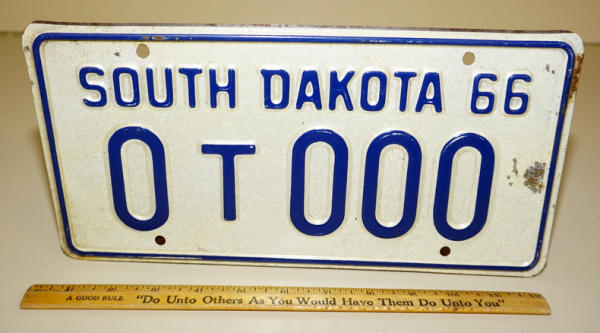 SOUTH DAKOTA 66
0 T 000
A GOOD RULE "Do Unto Others As You Would Have Them Do Unto You"